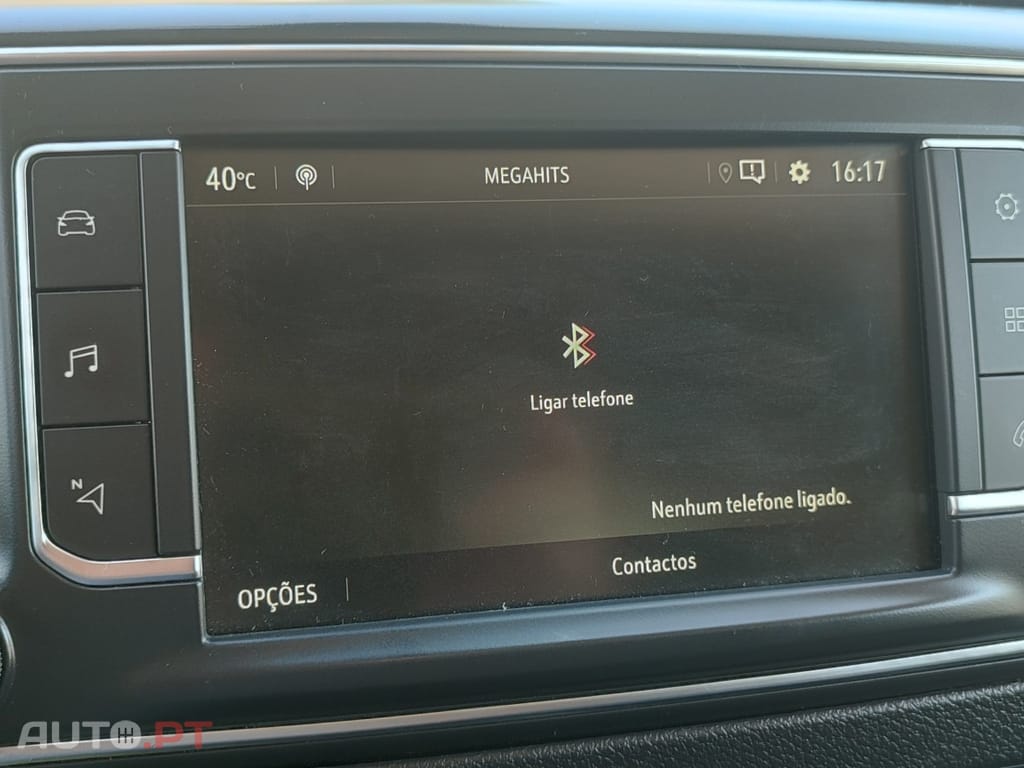 40°C
MEGAHITS
16:17
Ligar telefone
Nenhum telefone ligado.
Contactos
OPÇÕES
N
AUTO.PT